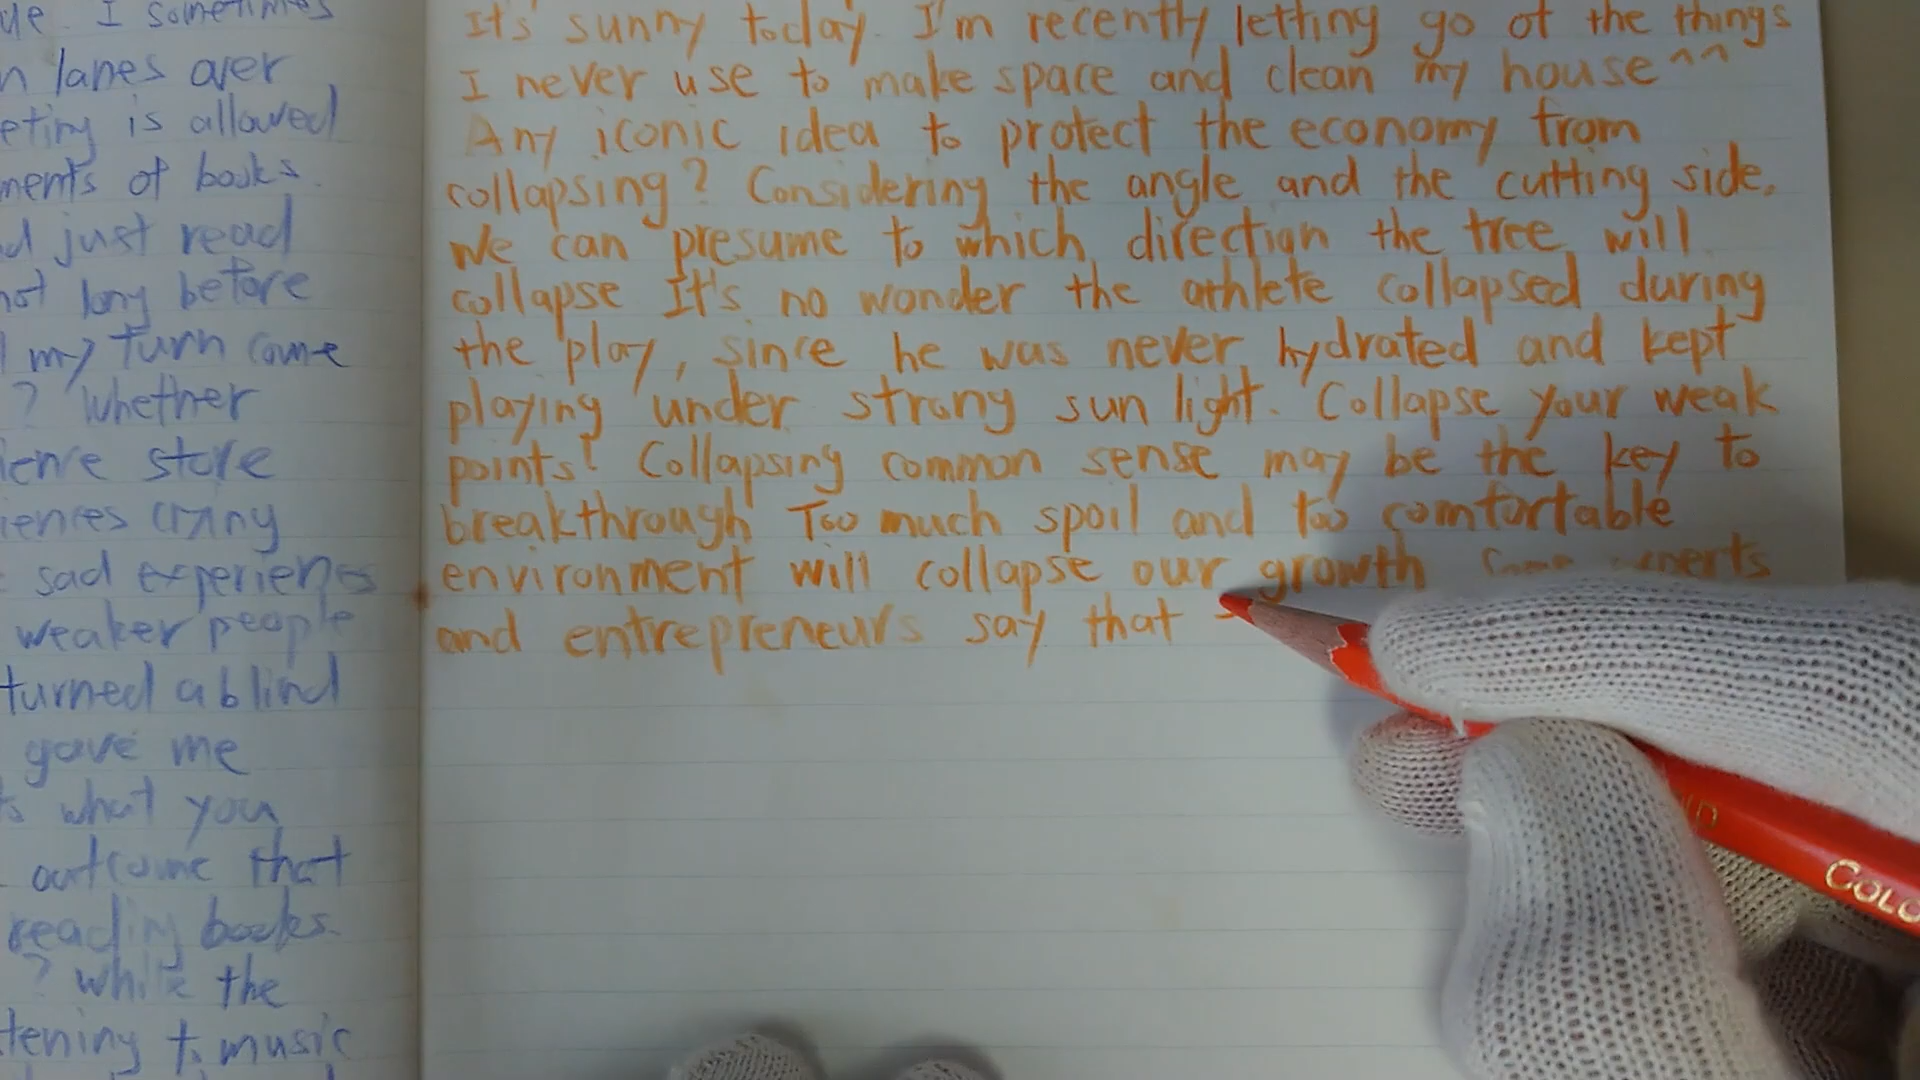 ue. I sometimes
n lanes over
eting is allowed
ments of books.
d just read
not long before
my turn came
? Whether
ience store
iences crying
sad experiences
weaker people
turned a blind
gave me
s what you
outcome that
reading books.
? while the
tening to music
It's sunny today. I'm recently letting go of the things
I never use to make space and clean my house ^^
Any iconic idea to protect the economy from
collapsing? Considering the angle and the cutting side,
we can presume to which direction the tree will
collapse It's no wonder the athlete collapsed during
the play, since he was never hydrated and kept
playing under strong sun light. Collapse your weak
points! Collapsing common sense may be the key to
breakthrough Too much spoil and too comfortable
environment will collapse our growth
and entrepreneurs say that
COLO